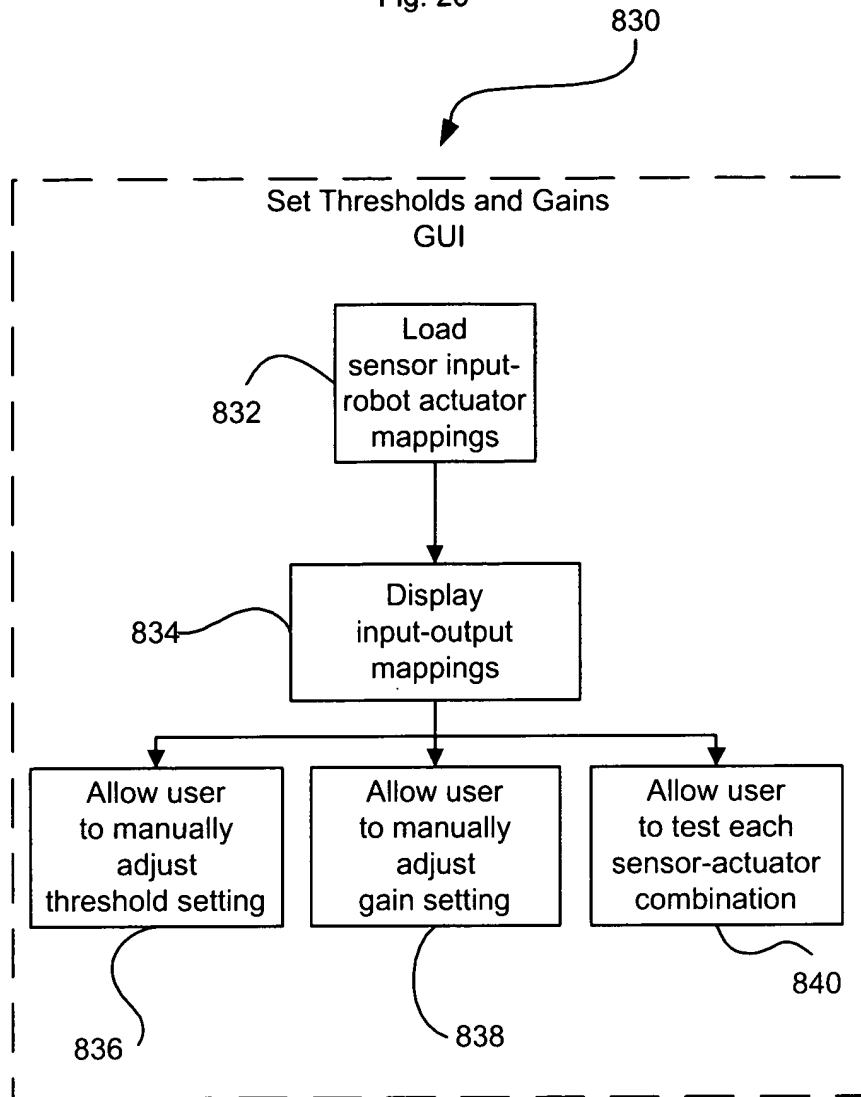 830
Set Thresholds and Gains
GUI
Load
sensor input-
robot actuator
mappings
832
Display
input-output
mappings
834
Allow user
to manually
adjust
threshold setting
Allow user
to manually
adjust
gain setting
Allow user
to test each
sensor-actuator
combination
836
838
840